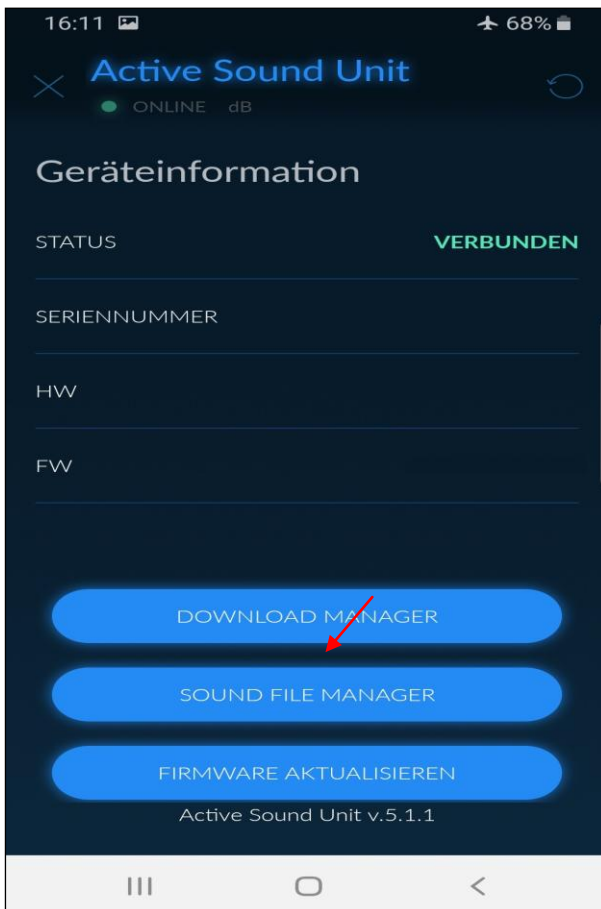 16:11 68%
Active Sound Unit
ONLINE dB
Geräteinformation
STATUS VERBUNDEN
SERIENNUMMER
HW
FW
DOWNLOAD MANAGER
SOUND FILE MANAGER
FIRMWARE AKTUALISIEREN
Active Sound Unit v.5.1.1